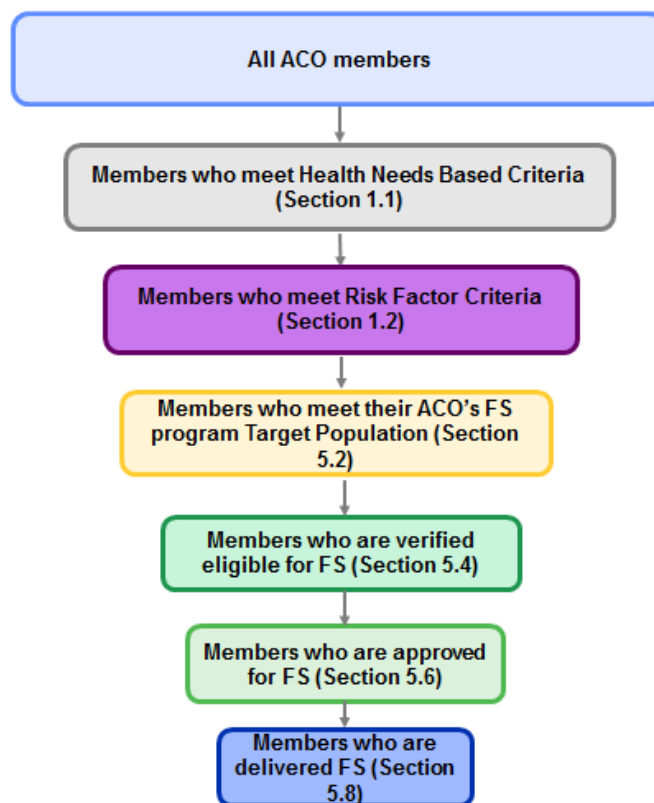 All ACO members
Members who meet Health Needs Based Criteria
(Section 1.1)
Members who meet Risk Factor Criteria
(Section 1.2)
Members who meet their ACO’s FS
program Target Population (Section
5.2)
Members who are verified
eligible for FS (Section 5.4)
Members who are approved
for FS (Section 5.6)
Members who are
delivered FS (Section
5.8)